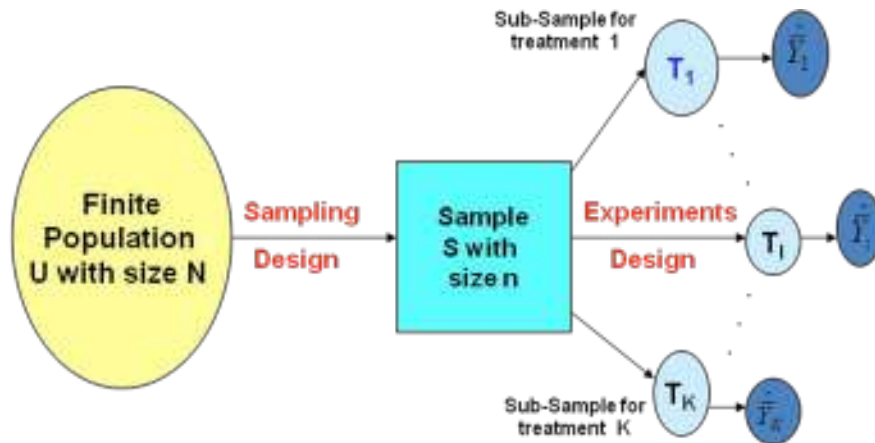 Finite
Population
U with size N
Sampling
Design
Sample
S with
size n
Experiments
Design
Sub-Sample for
treatment 1
T₁
Tᵢ
Sub-Sample for
treatment K
T_K